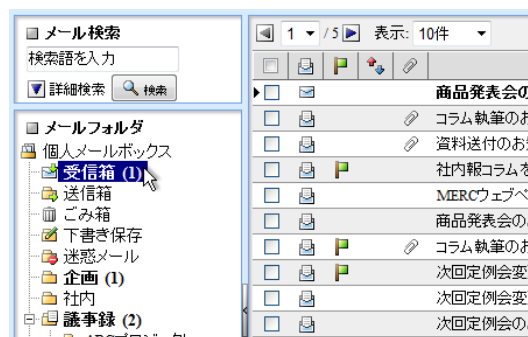 メール検索
検索語を入力
詳細検索 検索
メールフォルダ
個人メールボックス
受信箱 (1)
送信箱
ごみ箱
下書き保存
迷惑メール
企画 (1)
社内
議事録 (2)
1 /5 表示: 10件
商品発表会の
コラム執筆のお
資料送付のお
社内報コラムを
MERCウェブペ
商品発表会の
コラム執筆のお
次回定例会変
次回定例会変
次回定例会の